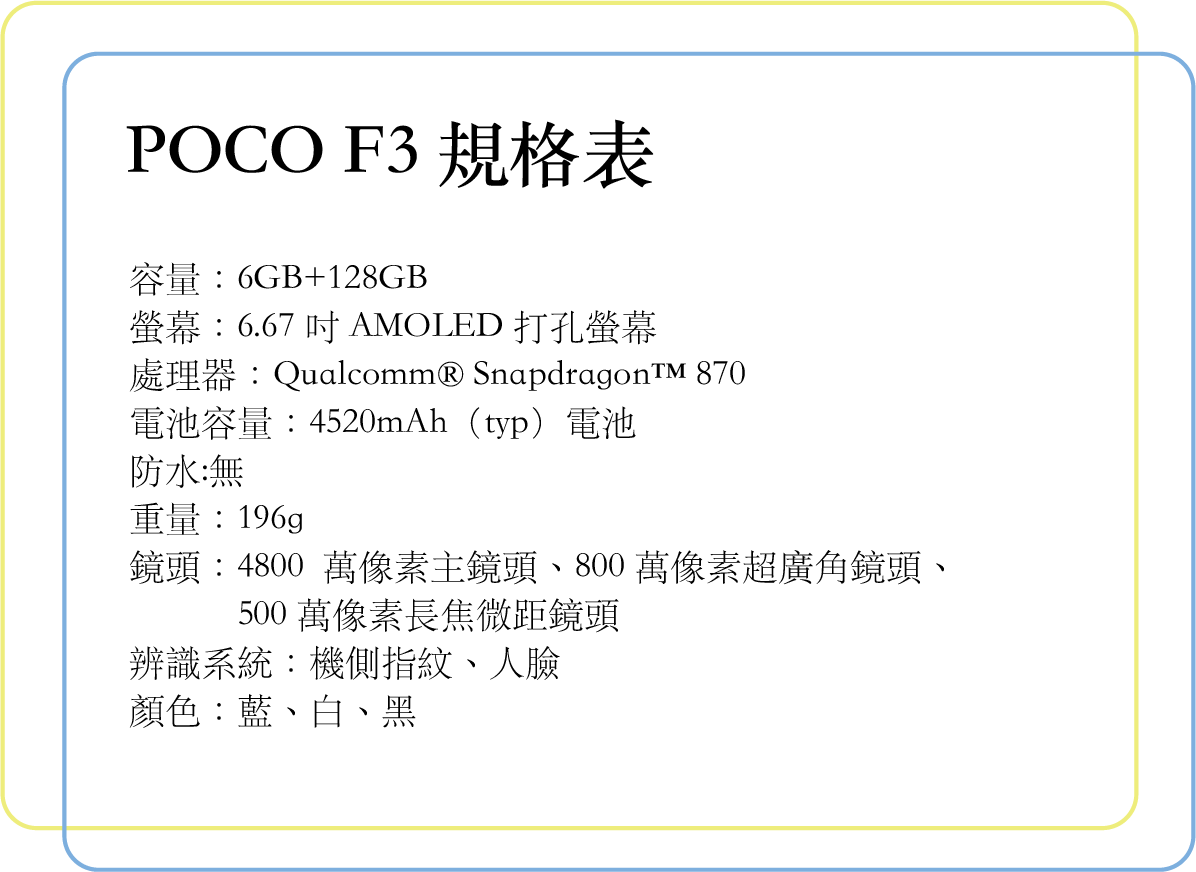 POCO F3 規格表
容量：6GB+128GB
螢幕：6.67 吋 AMOLED 打孔螢幕
處理器：Qualcomm® Snapdragon™ 870
電池容量：4520mAh（typ）電池
防水:無
重量：196g
鏡頭：4800 萬像素主鏡頭、800 萬像素超廣角鏡頭、
500 萬像素長焦微距鏡頭
辨識系統：機側指紋、人臉
顏色：藍、白、黑